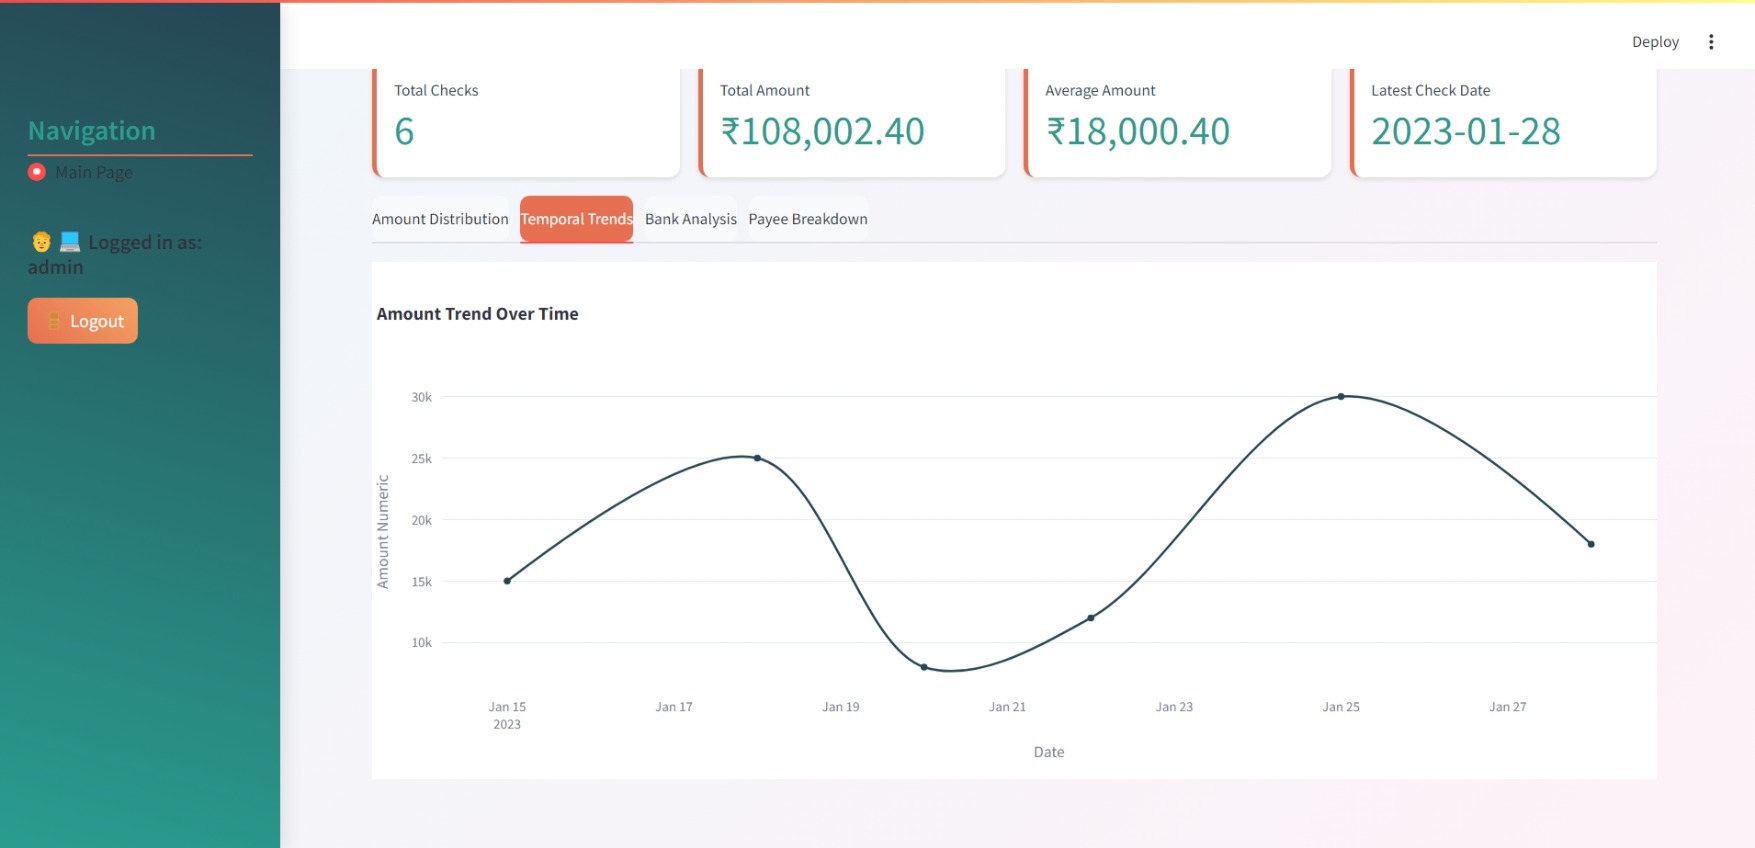 Deploy
Navigation
Main Page
Logged in as:
admin
Logout
Total Checks
6
Total Amount
₹108,002.40
Average Amount
₹18,000.40
Latest Check Date
2023-01-28
Amount Distribution
Temporal Trends
Bank Analysis
Payee Breakdown
Amount Trend Over Time
30k
25k
20k
15k
10k
Amount Numeric
Jan 15
2023
Jan 17
Jan 19
Jan 21
Jan 23
Jan 25
Jan 27
Date